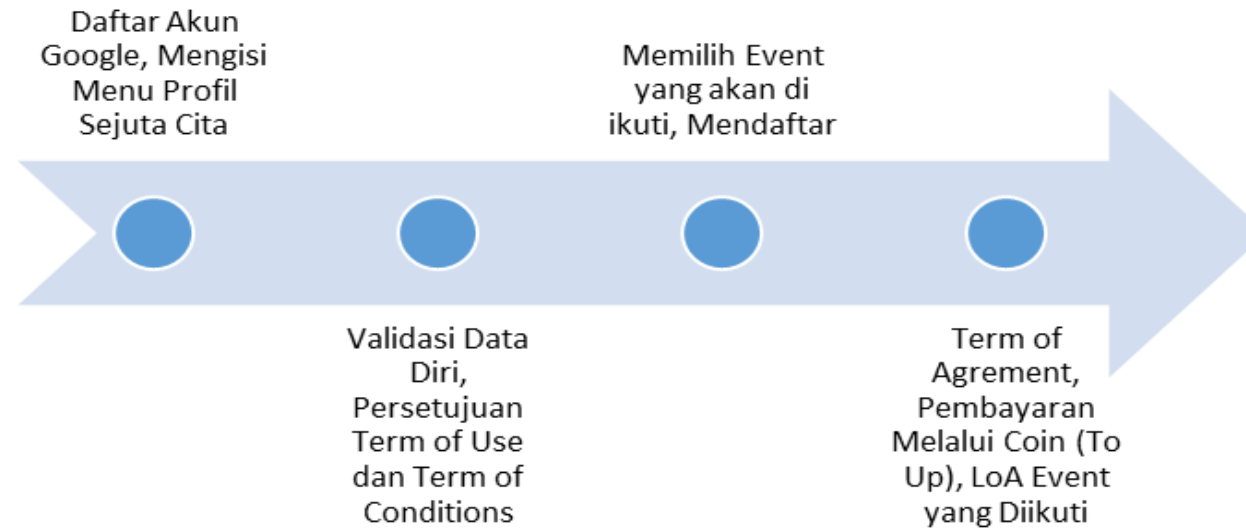 Daftar Akun
Google, Mengisi
Menu Profil
Sejuta Cita
Validasi Data
Diri,
Persetujuan
Term of Use
dan Term of
Conditions
Memilih Event
yang akan di
ikuti, Mendaftar
Term of
Agrement,
Pembayaran
Melalui Coin (To
Up), LoA Event
yang Diikuti